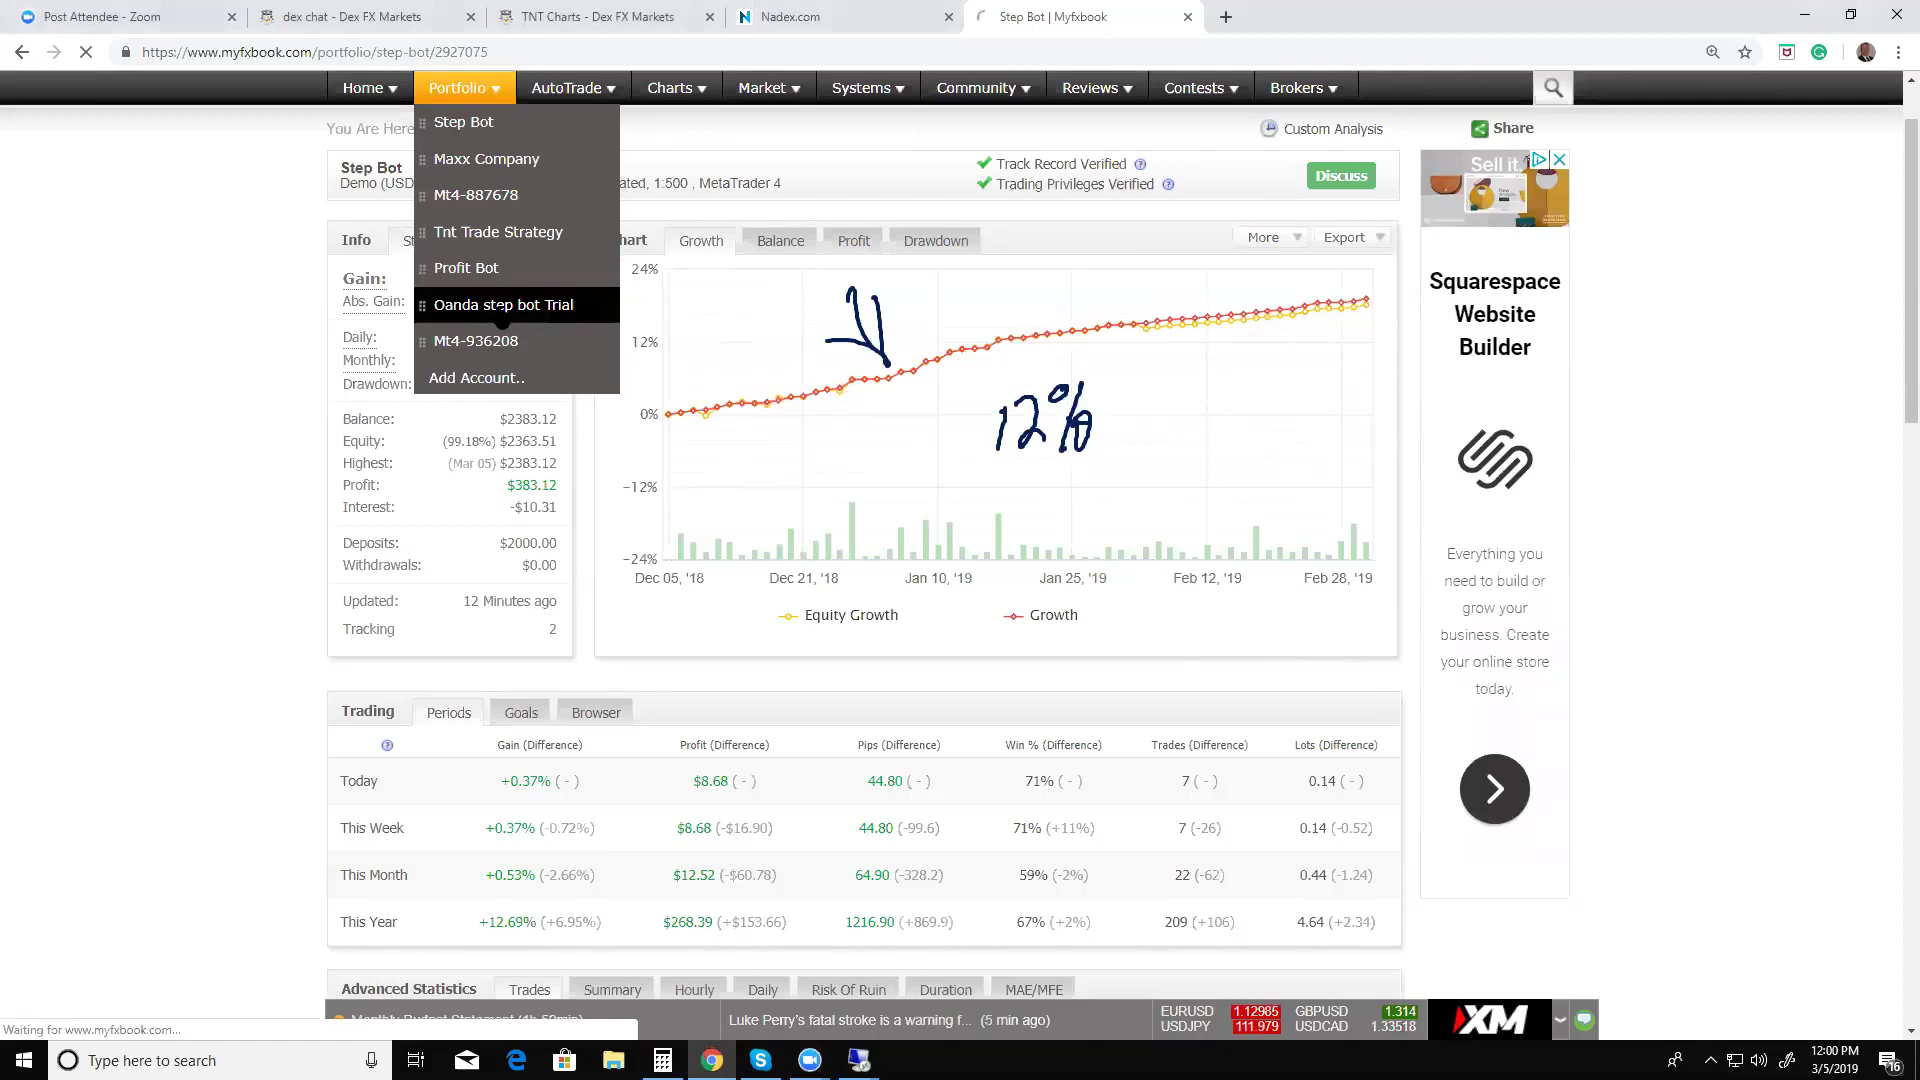 Post Attendee - Zoom
dex chat - Dex FX Markets
TNT Charts - Dex FX Markets
Nadex.com
Step Bot | Myfxbook
https://www.myfxbook.com/portfolio/step-bot/2927075
Home
Portfolio
AutoTrade
Charts
Market
Systems
Community
Reviews
Contests
Brokers
You Are Here
Custom Analysis
Share
Step Bot
Maxx Company
Mt4-887678
Tnt Trade Strategy
Profit Bot
Oanda step bot Trial
Mt4-936208
Add Account..
Step Bot
Demo (USD
1:500 , MetaTrader 4
Track Record Verified
Trading Privileges Verified
Discuss
Info
Growth
Balance
Profit
Drawdown
More
Export
Gain:
Abs. Gain:
Daily:
Monthly:
Drawdown:
Balance: $2383.12
Equity: (99.18%) $2363.51
Highest: (Mar 05) $2383.12
Profit: $383.12
Interest: -$10.31
Deposits: $2000.00
Withdrawals: $0.00
Updated: 12 Minutes ago
Tracking 2
24%
12%
0%
-12%
-24%
12%
Dec 05, '18
Dec 21, '18
Jan 10, '19
Jan 25, '19
Feb 12, '19
Feb 28, '19
Equity Growth
Growth
Sell it.
Squarespace
Website
Builder
Everything you
need to build or
grow your
business. Create
your online store
today.
Trading
Periods
Goals
Browser
Gain (Difference) Profit (Difference) Pips (Difference) Win % (Difference) Trades (Difference) Lots (Difference)
Today +0.37% ( - ) $8.68 ( - ) 44.80 ( - ) 71% ( - ) 7 ( - ) 0.14 ( - )
This Week +0.37% (-0.72%) $8.68 (-$16.90) 44.80 (-99.6) 71% (+11%) 7 (-26) 0.14 (-0.52)
This Month +0.53% (-2.66%) $12.52 (-$60.78) 64.90 (-328.2) 59% (-2%) 22 (-62) 0.44 (-1.24)
This Year +12.69% (+6.95%) $268.39 (+$153.66) 1216.90 (+869.9) 67% (+2%) 209 (+106) 4.64 (+2.34)
Advanced Statistics
Trades
Summary
Hourly
Daily
Risk Of Ruin
Duration
MAE/MFE
Luke Perry's fatal stroke is a warning f... (5 min ago)
EURUSD 1.12985 GBPUSD 1.314
USDJPY 111.979 USDCAD 1.33518
XM
Waiting for www.myfxbook.com...
Type here to search
12:00 PM
3/5/2019
16